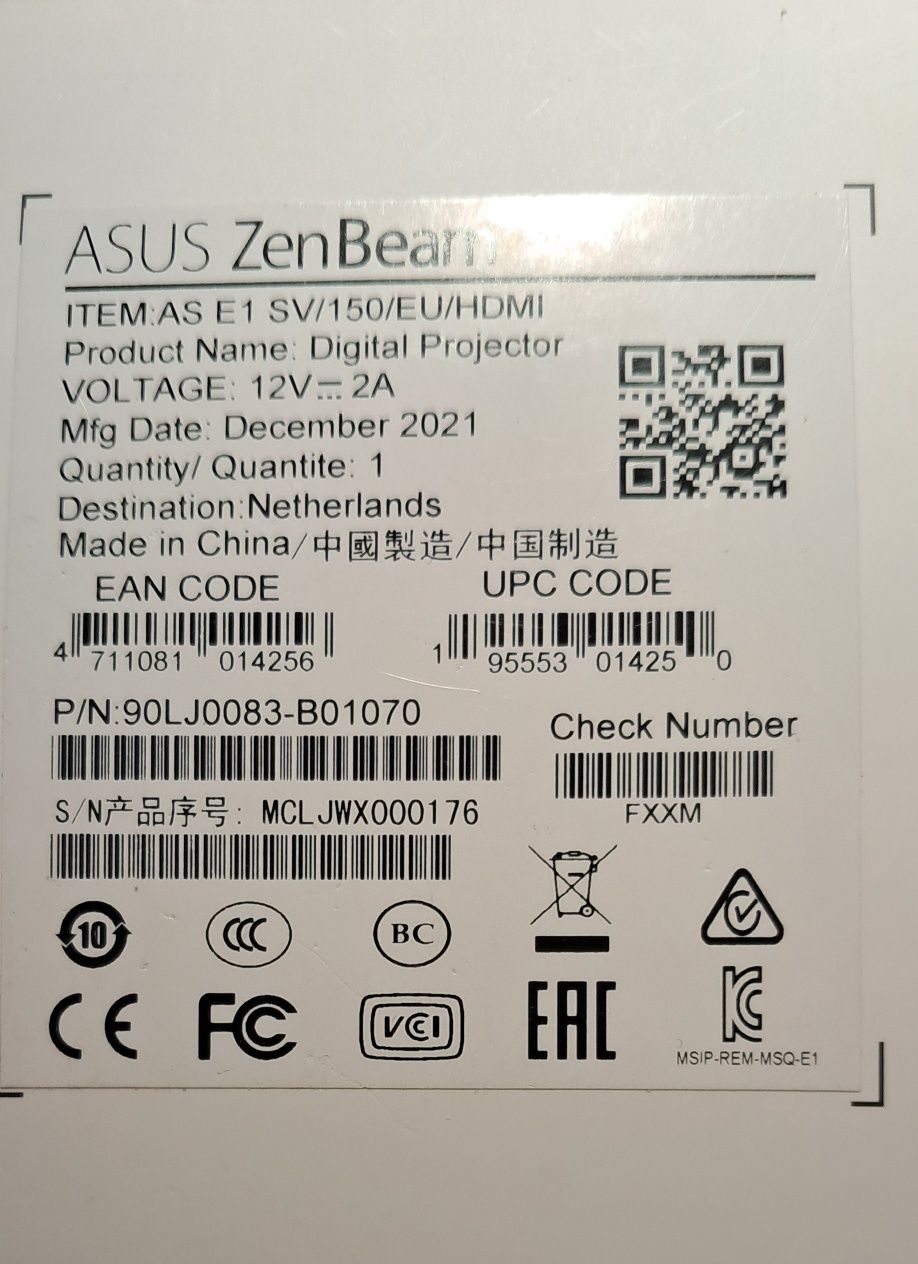 ASUS ZenBeam
ITEM:AS E1 SV/150/EU/HDMI
Product Name: Digital Projector
VOLTAGE: 12V⎓ 2A
Mfg Date: December 2021
Quantity/ Quantite: 1
Destination:Netherlands
Made in China/中國製造/中国制造
EAN CODE
UPC CODE
4 711081 014256
1 95553 01425 0
P/N:90LJ0083-B01070
Check Number
FXXM
S/N产品序号: MCLJWX000176
10
CCC
BC
CE
FC
VCCI
EAC
KC
MSIP-REM-MSQ-E1